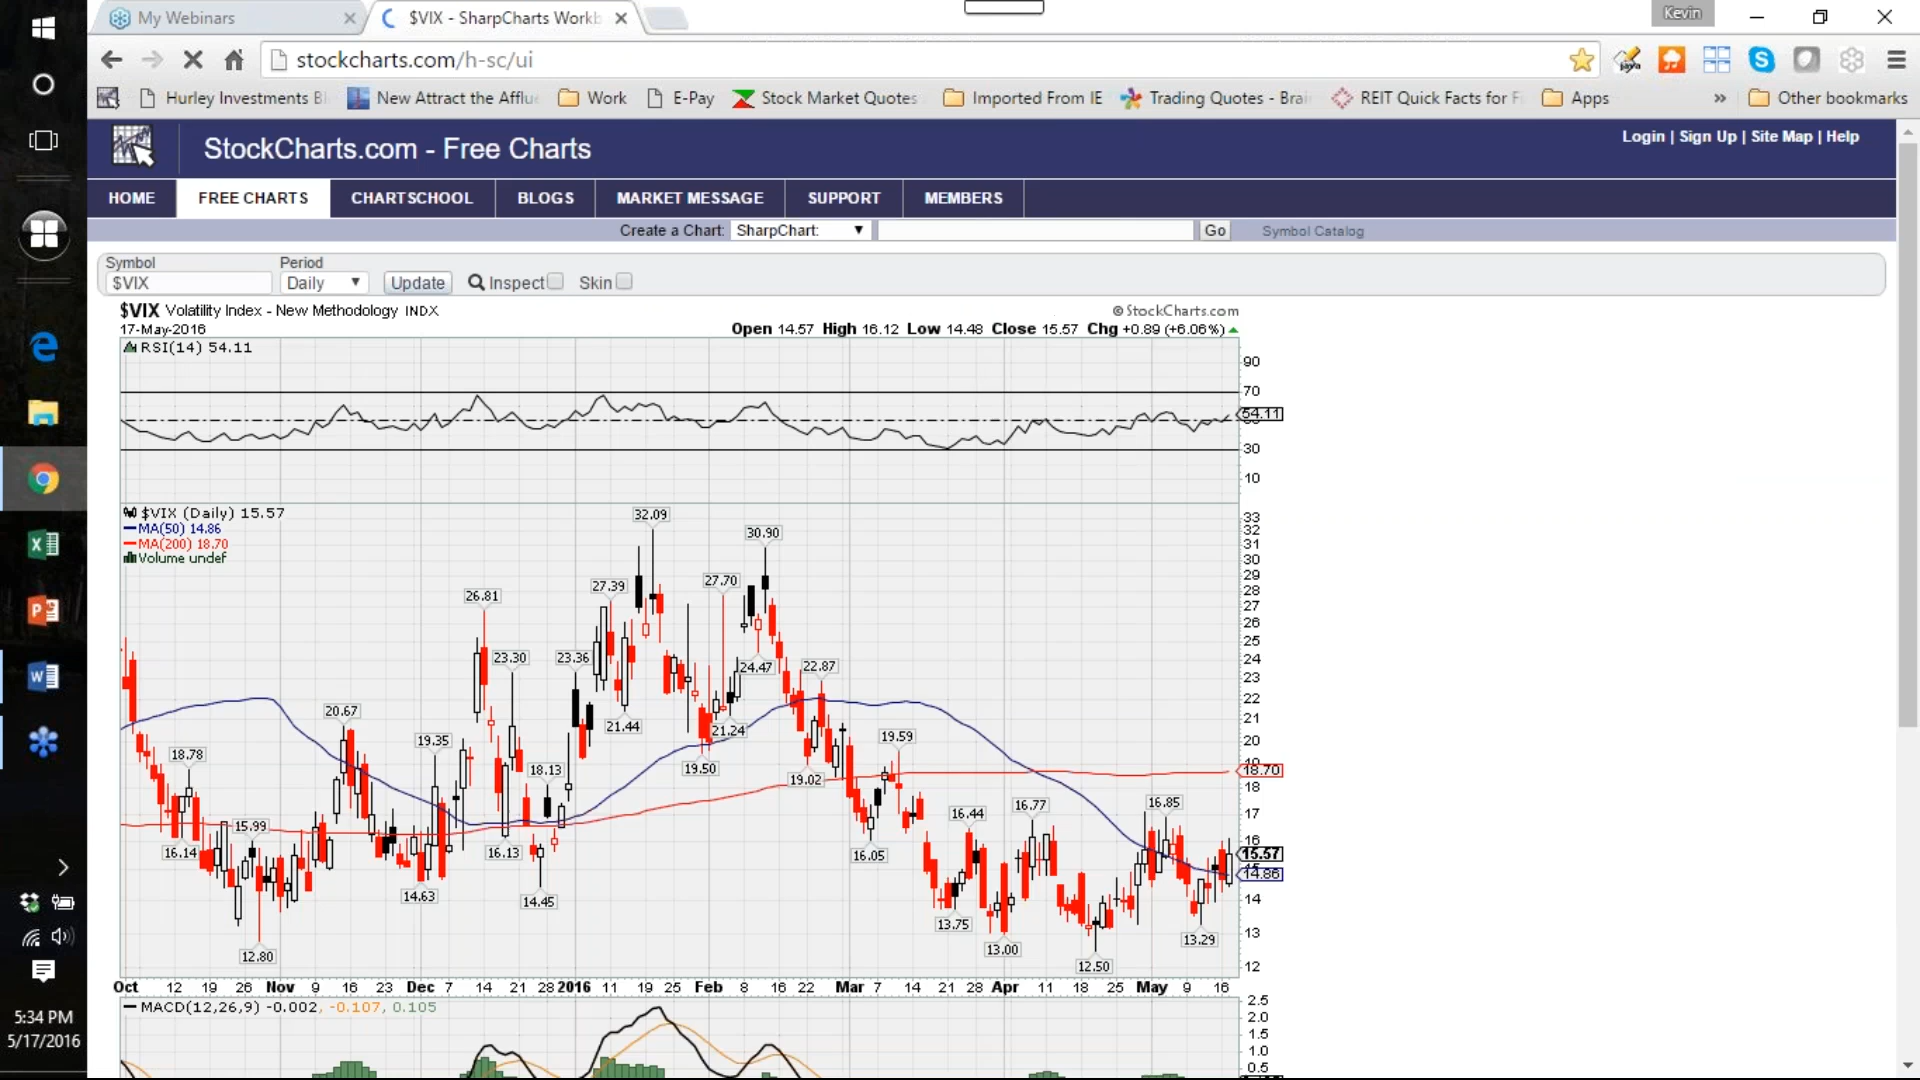 My Webinars
$VIX - SharpCharts Workb
Kevin
stockcharts.com/h-sc/ui
Hurley Investments Bl
New Attract the Afflue
Work
E-Pay
Stock Market Quotes
Imported From IE
Trading Quotes - Brai
REIT Quick Facts for F
Apps
»
Other bookmarks
StockCharts.com - Free Charts
Login | Sign Up | Site Map | Help
HOME
FREE CHARTS
CHARTSCHOOL
BLOGS
MARKET MESSAGE
SUPPORT
MEMBERS
Create a Chart: SharpChart: Go Symbol Catalog
Symbol Period
$VIX Daily Update Inspect Skin
$VIX Volatility Index - New Methodology INDX
© StockCharts.com
17-May-2016
Open 14.57 High 16.12 Low 14.48 Close 15.57 Chg +0.89 (+6.06%)
RSI(14) 54.11
90
70
54.11
30
10
$VIX (Daily) 15.57
MA(50) 14.86
MA(200) 18.70
Volume undef
32.09
30.90
27.39
27.70
26.81
23.30
23.36
24.47
22.87
20.67
21.44
21.24
19.35
18.78
18.13
19.50
19.02
19.59
15.99
16.14
16.13
16.05
16.44
16.77
16.85
14.63
14.45
13.75
13.00
13.29
12.80
12.50
33
32
31
30
29
28
27
26
25
24
23
22
21
20
18.70
18
17
16
15.57
14.86
14
13
12
Oct 12 19 26 Nov 9 16 23 Dec 7 14 21 28 2016 11 19 25 Feb 8 16 22 Mar 7 14 21 28 Apr 11 18 25 May 9 16
MACD(12,26,9) -0.002, -0.107, 0.105
2.5
2.0
1.5
1.0
0.5
5:34 PM
5/17/2016